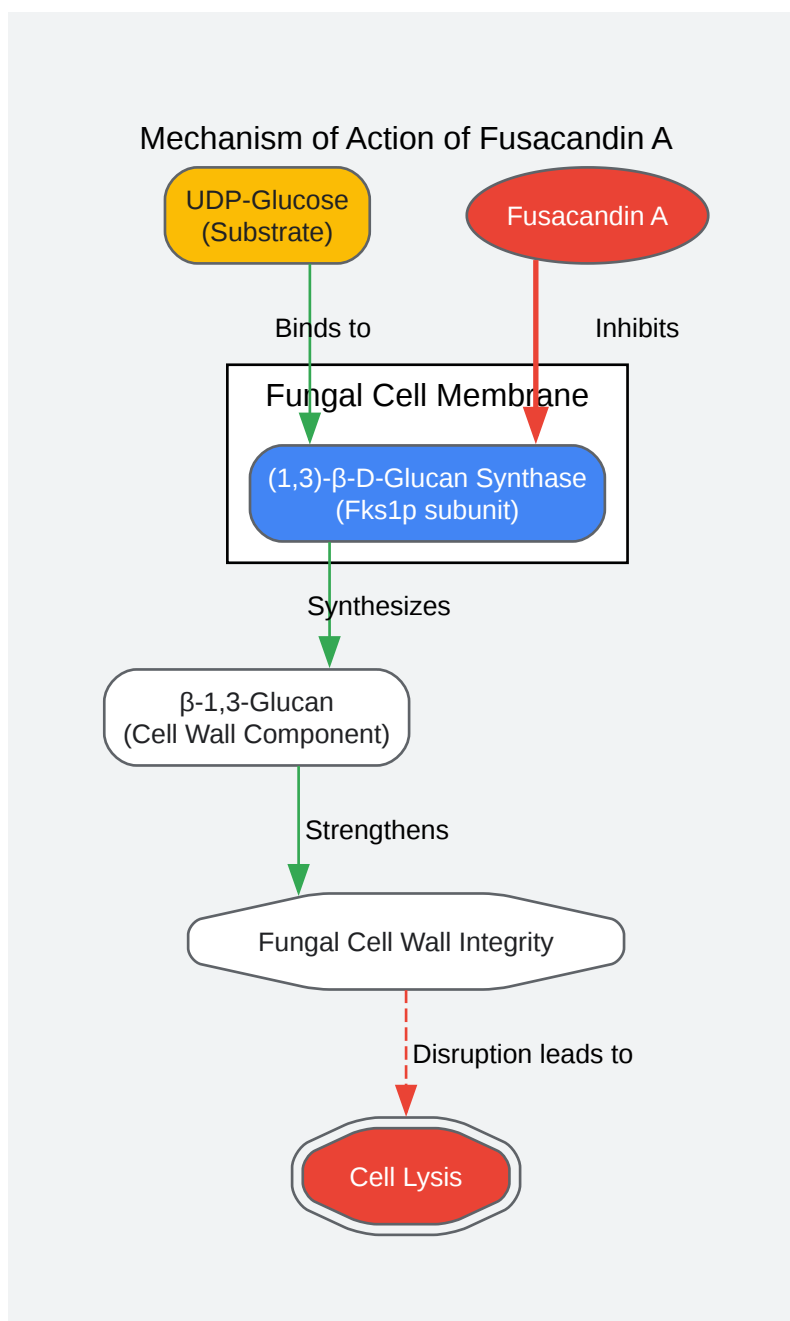 Mechanism of Action of Fusacandin A
UDP-Glucose
(Substrate)
Fusacandin A
Binds to
Inhibits
Fungal Cell Membrane
(1,3)-β-D-Glucan Synthase
(Fks1p subunit)
Synthesizes
β-1,3-Glucan
(Cell Wall Component)
Strengthens
Fungal Cell Wall Integrity
Disruption leads to
Cell Lysis